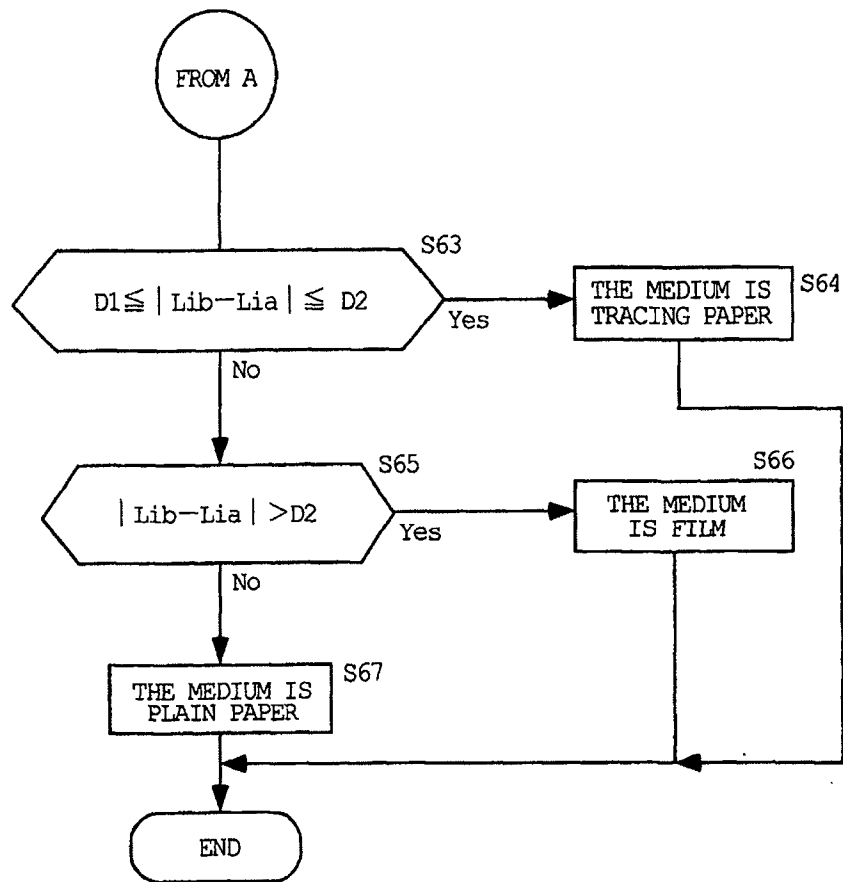 FROM A
S63
D1≦|Lib−Lia|≦ D2
Yes
THE MEDIUM IS
TRACING PAPER
S64
No
S65
|Lib−Lia|>D2
Yes
S66
THE MEDIUM
IS FILM
No
S67
THE MEDIUM IS
PLAIN PAPER
END